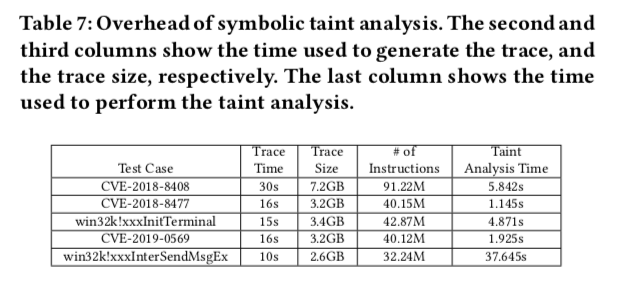 Table 7: Overhead of symbolic taint analysis. The second and
third columns show the time used to generate the trace, and
the trace size, respectively. The last column shows the time
used to perform the taint analysis.
Test Case Trace Time Trace Size # of Instructions Taint Analysis Time
CVE-2018-8408 30s 7.2GB 91.22M 5.842s
CVE-2018-8477 16s 3.2GB 40.15M 1.145s
win32k!xxxInitTerminal 15s 3.4GB 42.87M 4.871s
CVE-2019-0569 16s 3.2GB 40.12M 1.925s
win32k!xxxInterSendMsgEx 10s 2.6GB 32.24M 37.645s